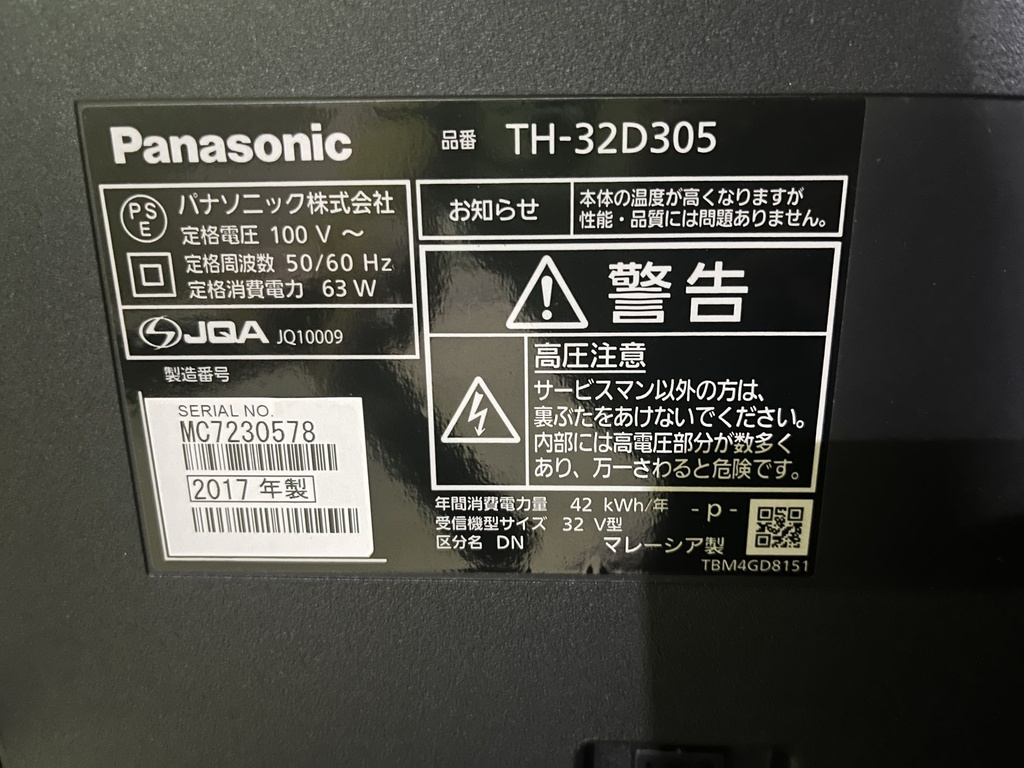 Panasonic 品番 TH-32D305
PS
E
パナソニック株式会社
定格電圧 100 V ～
定格周波数 50/60 Hz
定格消費電力 63 W
JQA JQ10009
製造番号
SERIAL NO.
MC7230578
2017 年製
お知らせ
本体の温度が高くなりますが
性能・品質には問題ありません。
警告
高圧注意
サービスマン以外の方は、
裏ぶたをあけないでください。
内部には高電圧部分が数多く
あり、万一さわると危険です。
年間消費電力量 42 kWh/年 - p -
受信機型サイズ 32 V型
区分名 DN マレーシア製
TBM4GD8151